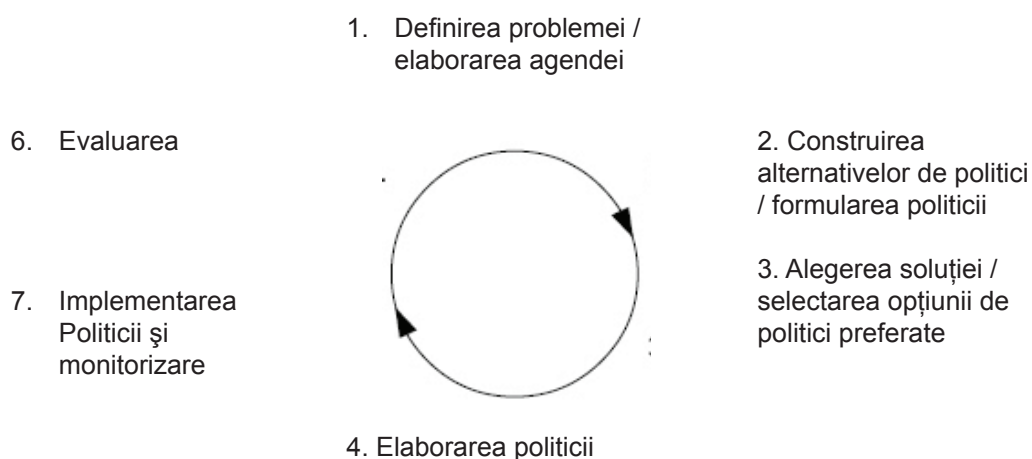 1. Definirea problemei /
elaborarea agendei
6. Evaluarea
2. Construirea
alternativelor de politici
/ formularea politicii
3. Alegerea soluției /
selectarea opțiunii de
politici preferate
7. Implementarea
Politicii şi
monitorizare
4. Elaborarea politicii